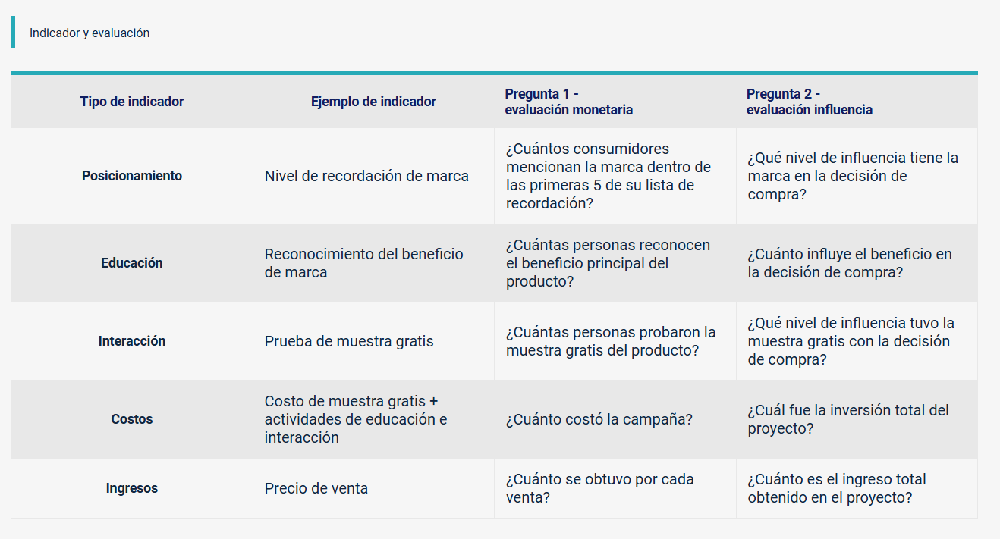 Indicador y evaluación
Tipo de indicador
Ejemplo de indicador
Pregunta 1 -
evaluación monetaria
Pregunta 2 -
evaluación influencia
Posicionamiento
Nivel de recordación de marca
¿Cuántos consumidores
mencionan la marca dentro de
las primeras 5 de su lista de
recordación?
¿Qué nivel de influencia tiene la
marca en la decisión de
compra?
Educación
Reconocimiento del beneficio
de marca
¿Cuántas personas reconocen
el beneficio principal del
producto?
¿Cuánto influye el beneficio en
la decisión de compra?
Interacción
Prueba de muestra gratis
¿Cuántas personas probaron la
muestra gratis del producto?
¿Qué nivel de influencia tuvo la
muestra gratis con la decisión
de compra?
Costos
Costo de muestra gratis +
actividades de educación e
interacción
¿Cuánto costó la campaña?
¿Cuál fue la inversión total del
proyecto?
Ingresos
Precio de venta
¿Cuánto se obtuvo por cada
venta?
¿Cuánto es el ingreso total
obtenido en el proyecto?